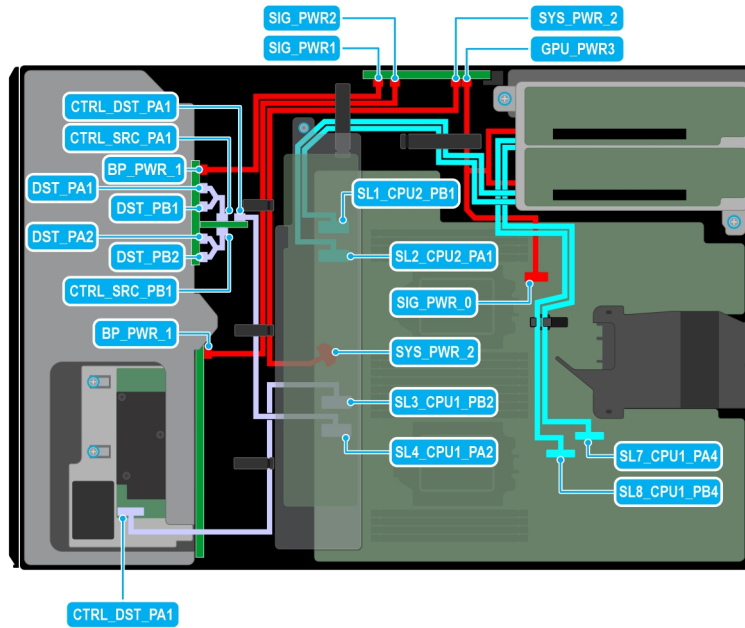 SIG_PWR2
SYS_PWR_2
SIG_PWR1
GPU_PWR3
CTRL_DST_PA1
CTRL_SRC_PA1
BP_PWR_1
DST_PA1
SL1_CPU2_PB1
DST_PB1
DST_PA2
SL2_CPU2_PA1
DST_PB2
CTRL_SRC_PB1
SIG_PWR_0
BP_PWR_1
SYS_PWR_2
SL3_CPU1_PB2
SL4_CPU1_PA2
SL7_CPU1_PA4
SL8_CPU1_PB4
CTRL_DST_PA1